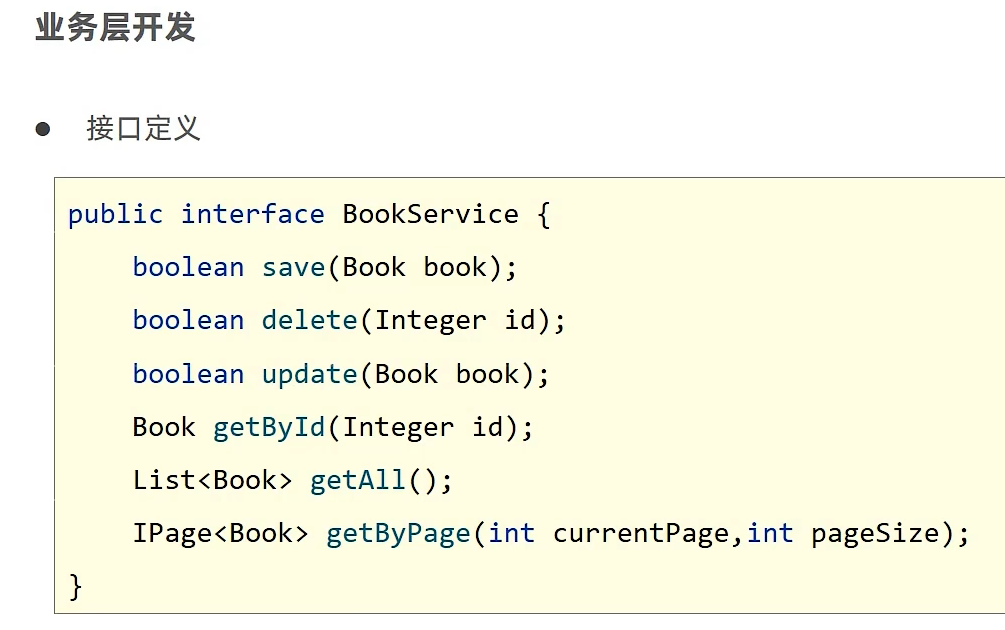 业务层开发
● 接口定义
public interface BookService {
    boolean save(Book book);
    boolean delete(Integer id);
    boolean update(Book book);
    Book getById(Integer id);
    List<Book> getAll();
    IPage<Book> getByPage(int currentPage,int pageSize);
}